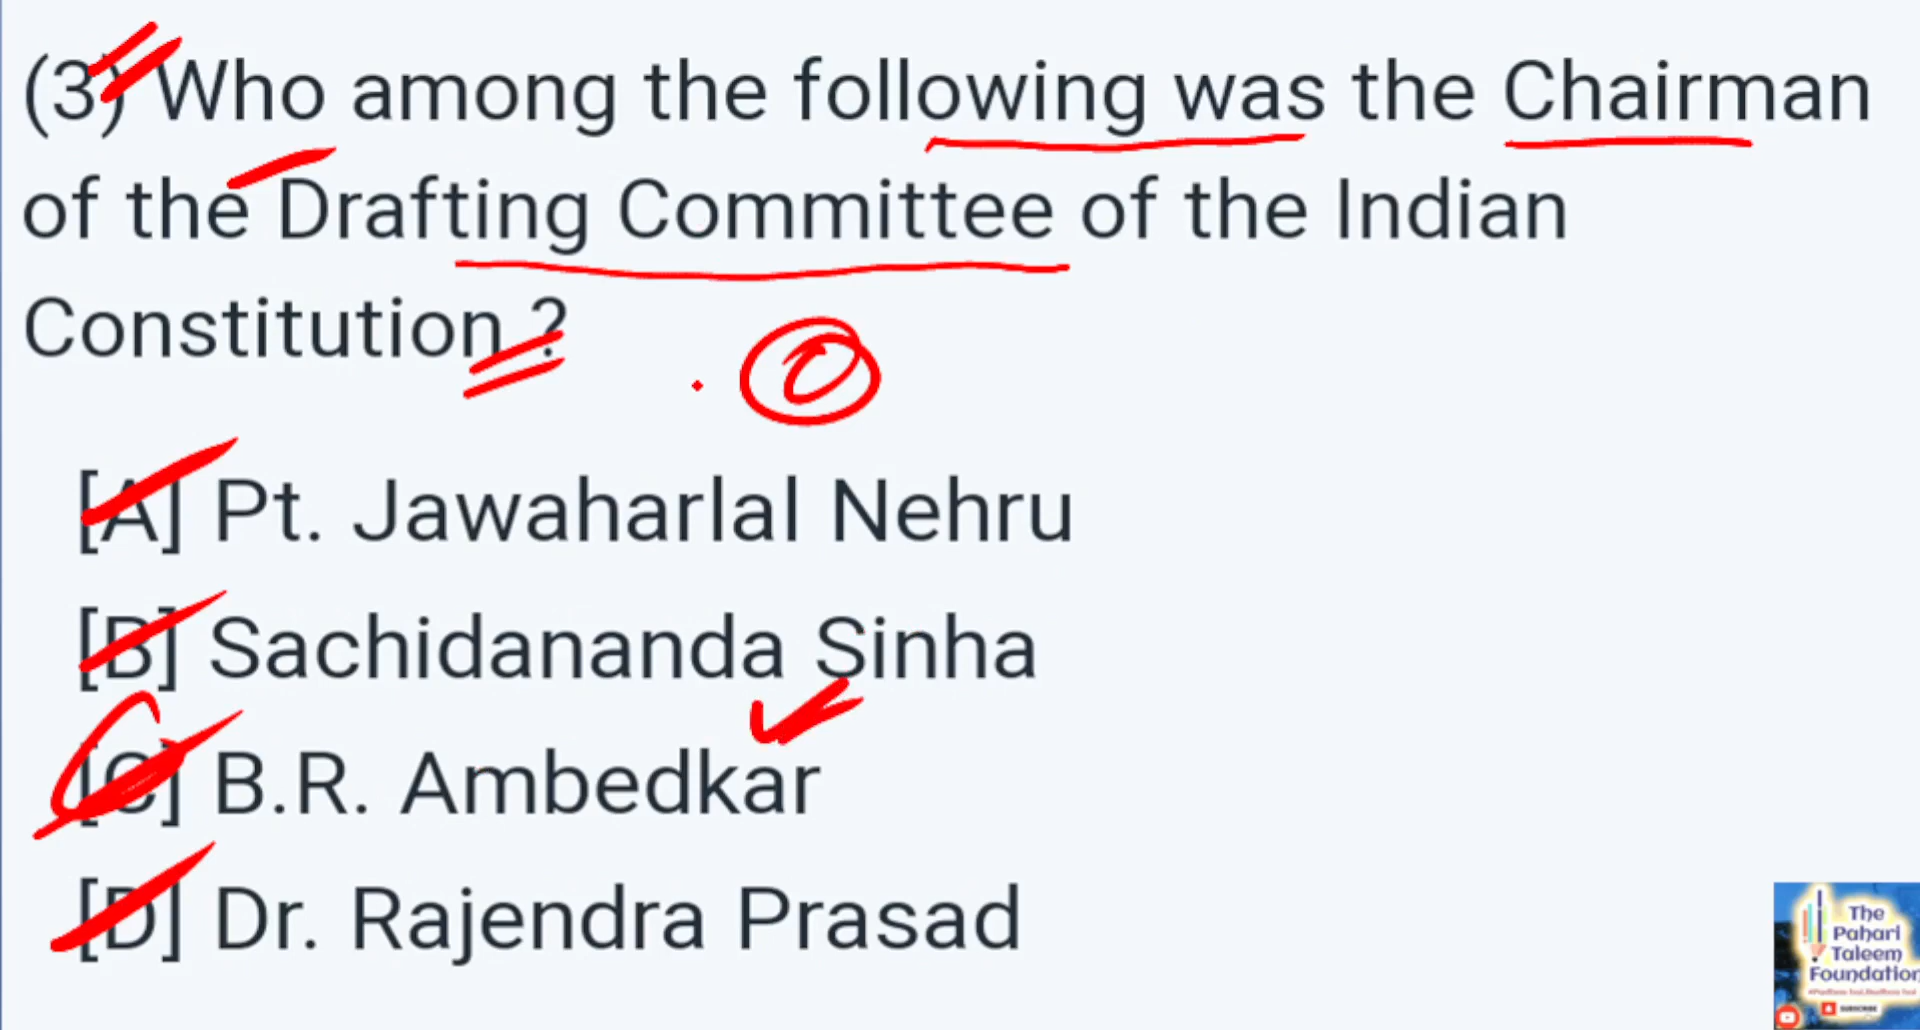 (3) Who among the following was the Chairman
of the Drafting Committee of the Indian
Constitution ?
[A] Pt. Jawaharlal Nehru
[B] Sachidananda Sinha
[C] B.R. Ambedkar
[D] Dr. Rajendra Prasad
The
Pahari
Taleem
Foundation
SUBSCRIBE